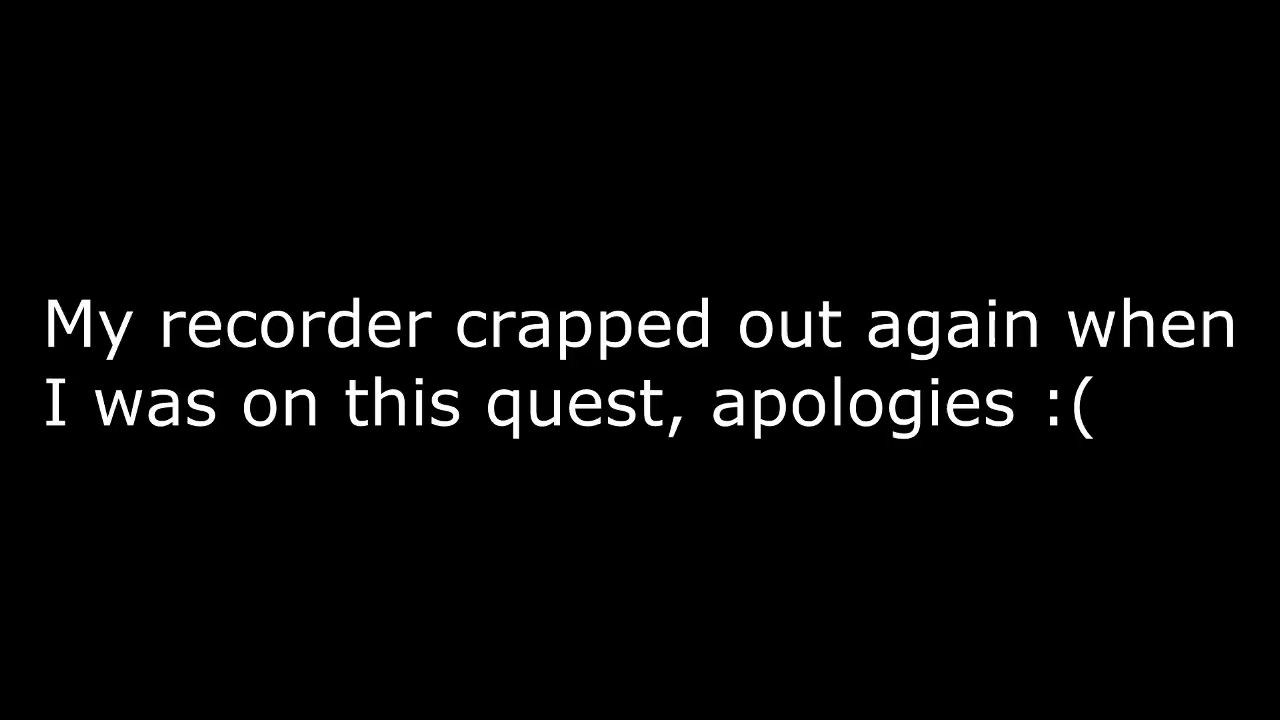 My recorder crapped out again when
I was on this quest, apologies :(